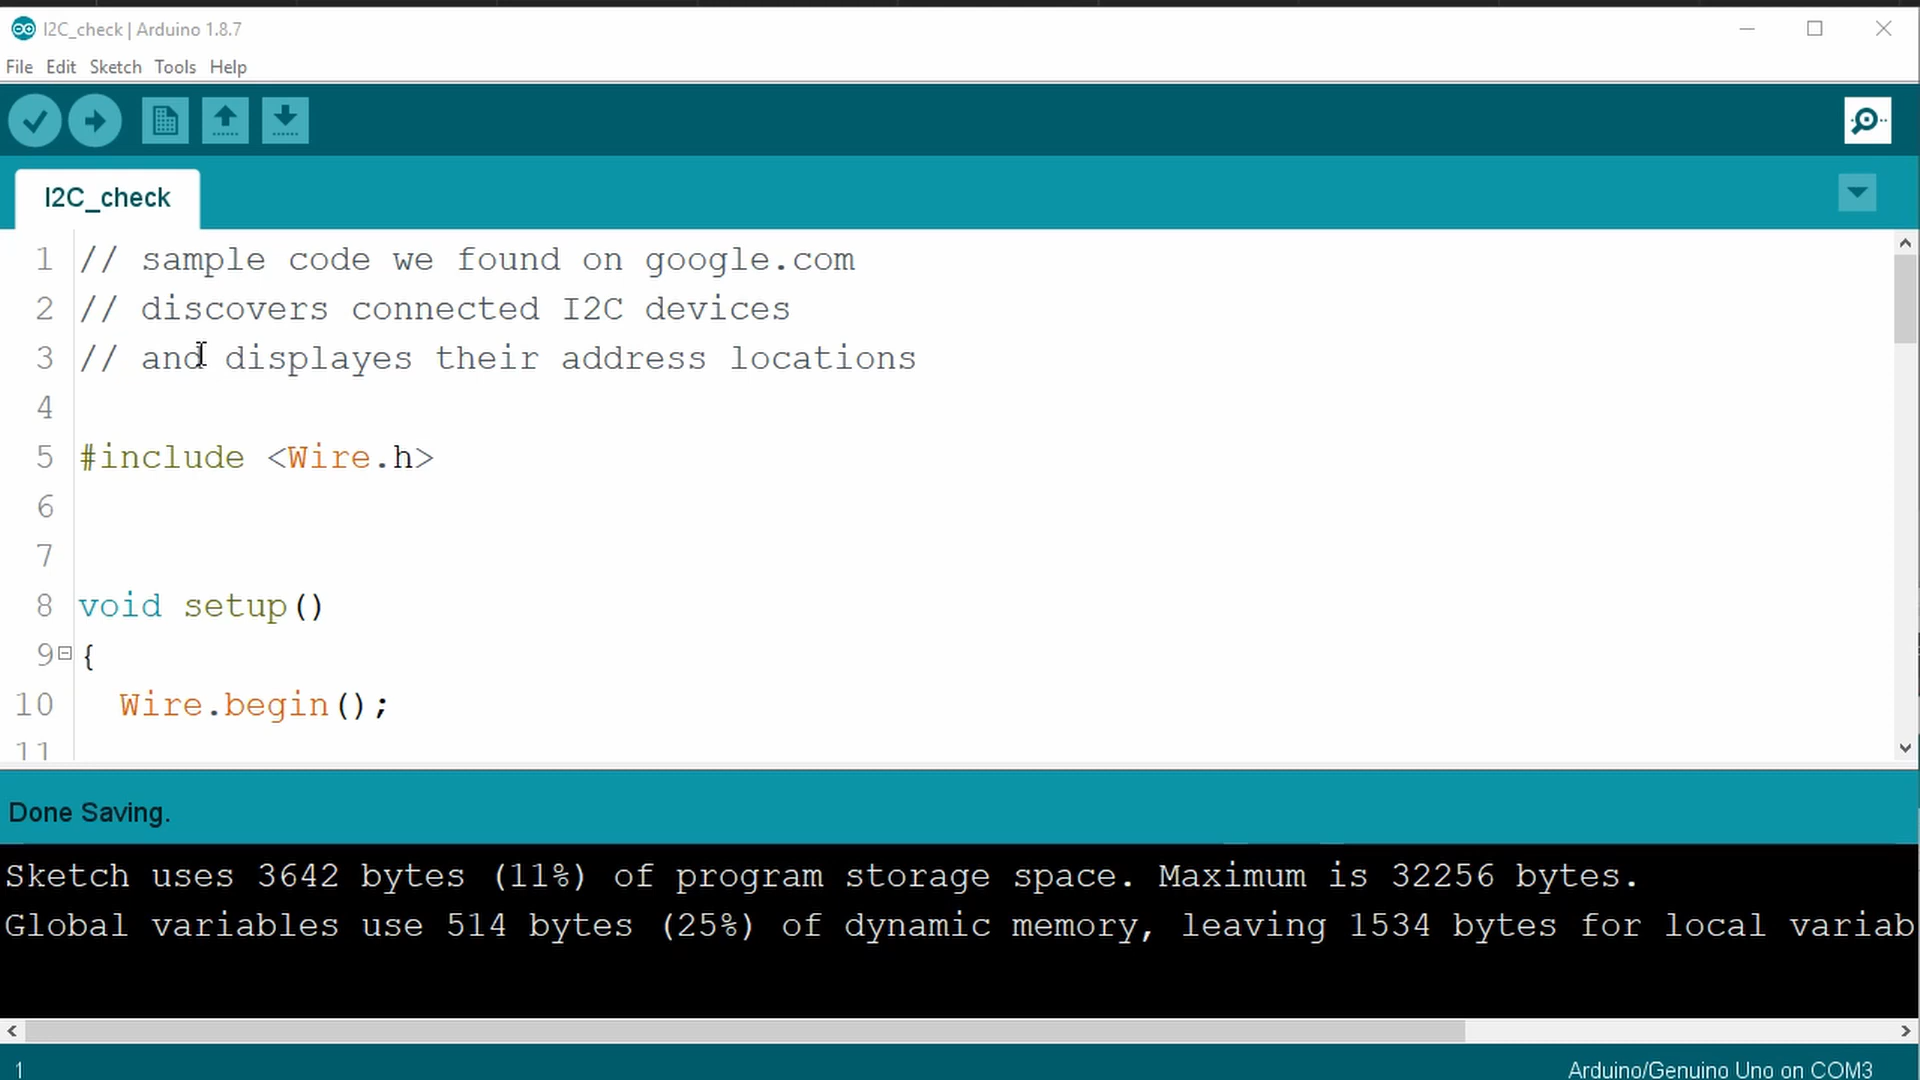 I2C_check | Arduino 1.8.7
File Edit Sketch Tools Help
I2C_check
1 // sample code we found on google.com
2 // discovers connected I2C devices
3 // and displayes their address locations
4
5 #include <Wire.h>
6
7
8 void setup()
9 {
10 Wire.begin();
11
Done Saving.
Sketch uses 3642 bytes (11%) of program storage space. Maximum is 32256 bytes.
Global variables use 514 bytes (25%) of dynamic memory, leaving 1534 bytes for local variab
1 Arduino/Genuino Uno on COM3